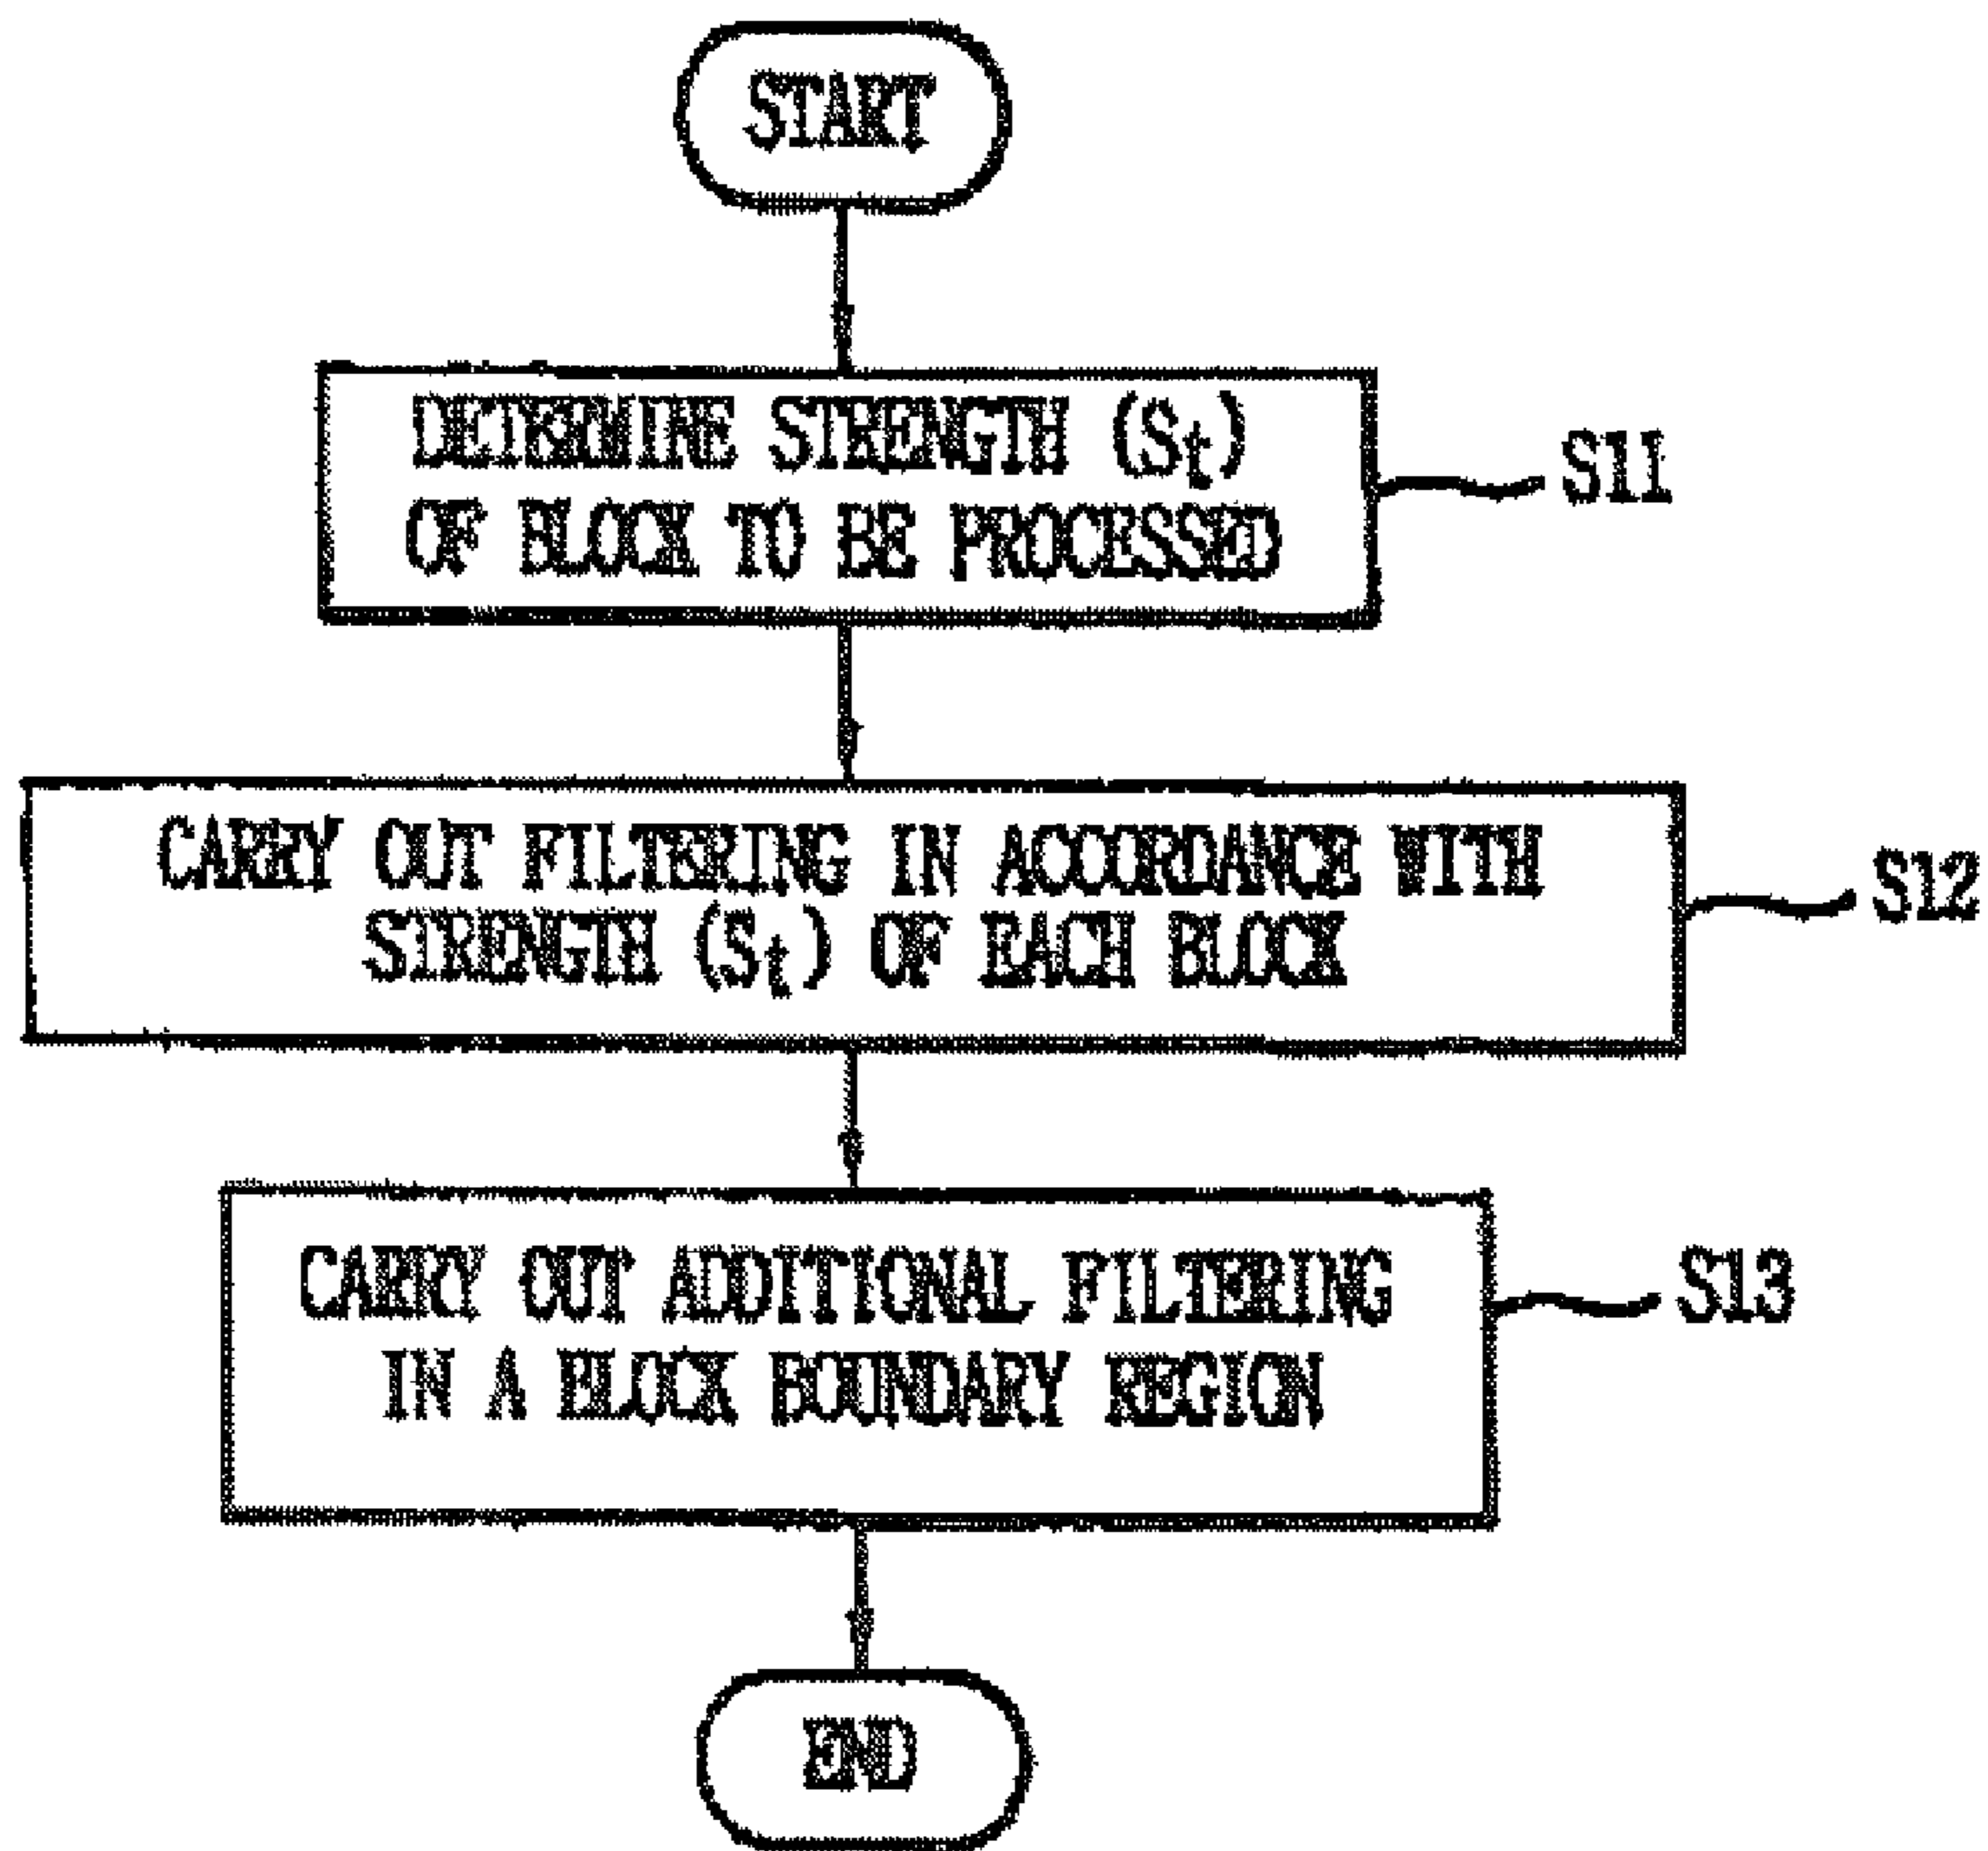 START
DETERMINE STRENGTH (St)
OF BLOCK TO BE PROCESSED
S11
CARRY OUT FILTERING IN ACCORDANCE WITH
STRENGTH (St) OF EACH BLOCK
S12
CARRY OUT ADDITIONAL FILTERING
IN A BLOCK BOUNDARY REGION
S13
END